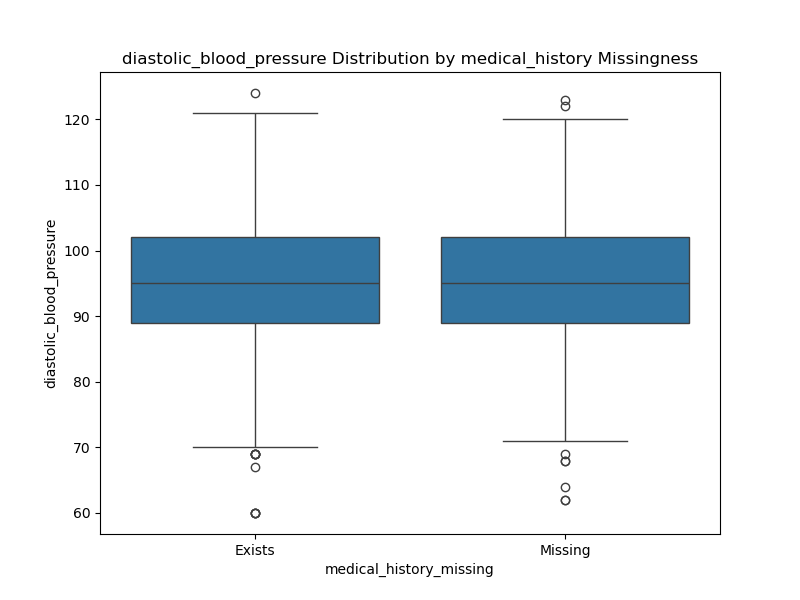 diastolic_blood_pressure Distribution by medical_history Missingness
120
110
100
90
80
70
60
diastolic_blood_pressure
Exists
Missing
medical_history_missing